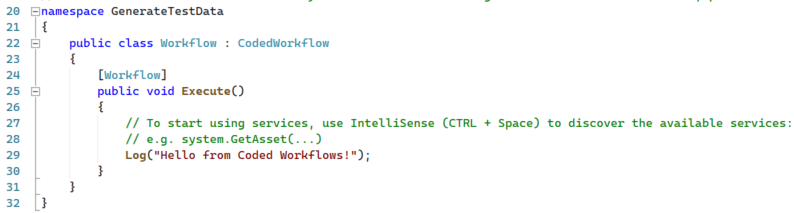 20 namespace GenerateTestData
21 {
22 public class Workflow : CodedWorkflow
23 {
24 [Workflow]
25 public void Execute()
26 {
27 // To start using services, use IntelliSense (CTRL + Space) to discover the available services:
28 // e.g. system.GetAsset(...)
29 Log("Hello from Coded Workflows!");
30 }
31 }
32 }